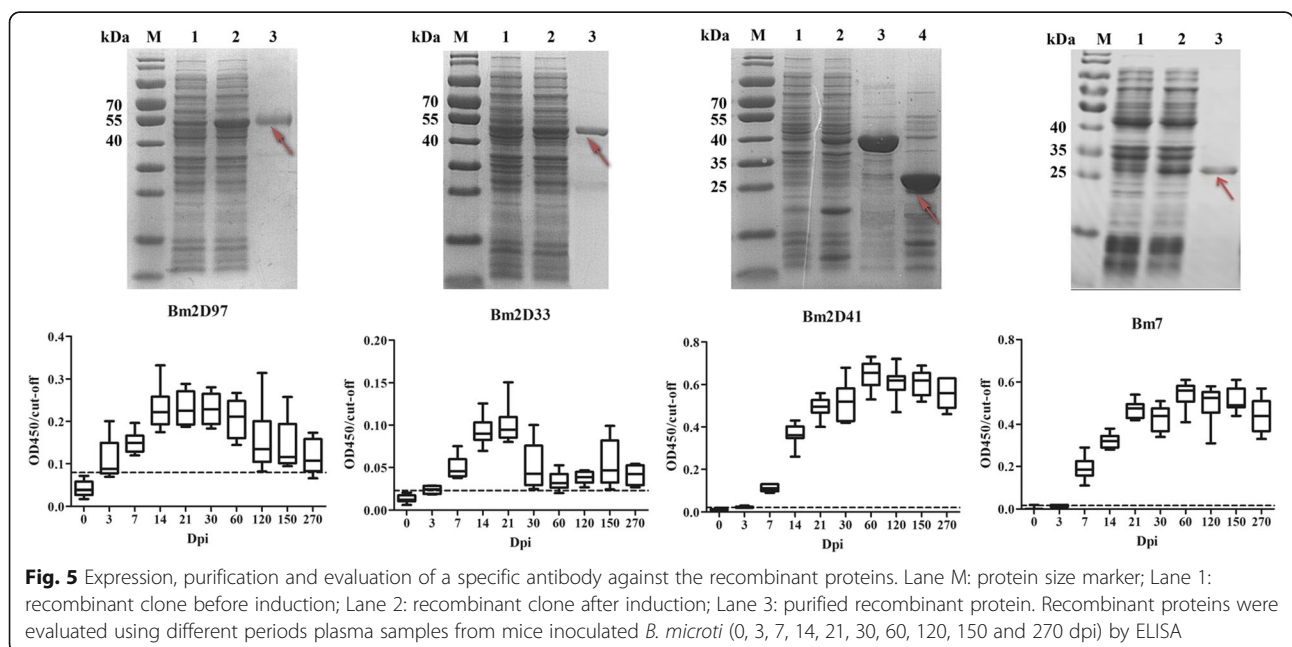 kDa M 1 2 3
70
55
40
kDa M 1 2 3
70
55
40
kDa M 1 2 3 4
70
55
40
35
25
kDa M 1 2 3
40
35
25
Bm2D97
OD450/cut-off
0.4
0.3
0.2
0.1
0.0
0 3 7 14 21 30 60 120 150 270
Dpi
Bm2D33
OD450/cut-off
0.20
0.15
0.10
0.05
0.00
0 3 7 14 21 30 60 120 150 270
Dpi
Bm2D41
OD450/cut-off
0.8
0.6
0.4
0.2
0.0
0 3 7 14 21 30 60 120 150 270
Dpi
Bm7
OD450/cut-off
0.8
0.6
0.4
0.2
0.0
0 3 7 14 21 30 60 120 150 270
Dpi
Fig. 5 Expression, purification and evaluation of a specific antibody against the recombinant proteins. Lane M: protein size marker; Lane 1:
recombinant clone before induction; Lane 2: recombinant clone after induction; Lane 3: purified recombinant protein. Recombinant proteins were
evaluated using different periods plasma samples from mice inoculated B. microti (0, 3, 7, 14, 21, 30, 60, 120, 150 and 270 dpi) by ELISA